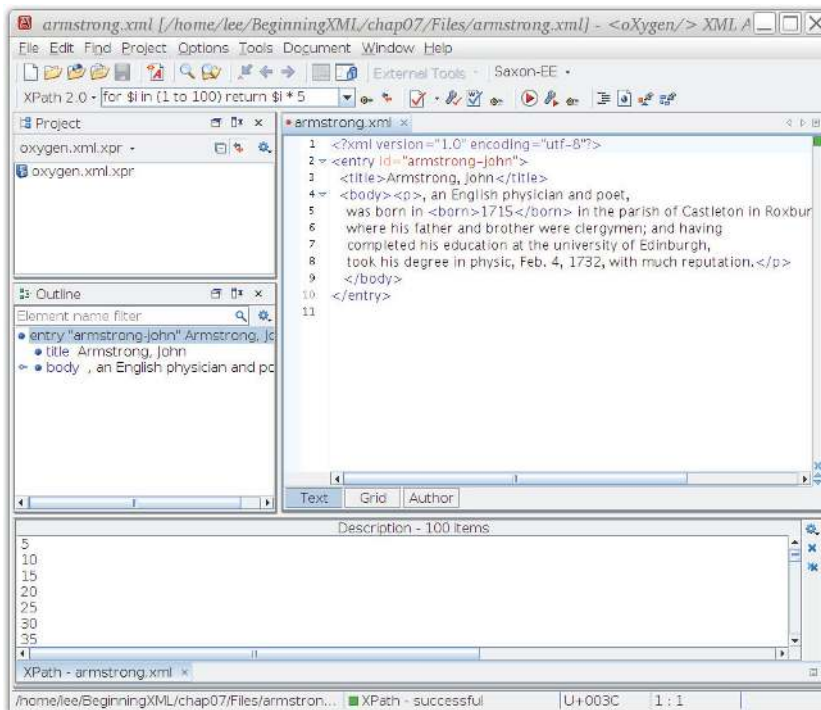 armstrong.xml [/home/lee/BeginningXML/chap07/Files/armstrong.xml] - <oXygen/> XML A
File Edit Find Project Options Tools Document Window Help
External Tools Saxon-EE
XPath 2.0 for $i in (1 to 100) return $i * 5
Project
oxygen.xml.xpr
oxygen.xml.xpr
Outline
Element name filter
entry "armstrong-john" Armstrong, Jo
title Armstrong, John
body , an English physician and po
armstrong.xml
1 <?xml version="1.0" encoding="utf-8"?>
2 <entry id="armstrong-john">
3 <title>Armstrong, John</title>
4 <body><p>, an English physician and poet,
5 was born in <born>1715</born> in the parish of Castleton in Roxbur
6 where his father and brother were clergymen; and having
7 completed his education at the university of Edinburgh,
8 took his degree in physic, Feb. 4, 1732, with much reputation.</p>
9 </body>
10 </entry>
11
Text Grid Author
Description - 100 items
5
10
15
20
25
30
35
XPath - armstrong.xml
/home/lee/BeginningXML/chap07/Files/armstron... XPath - successful U+003C 1 : 1